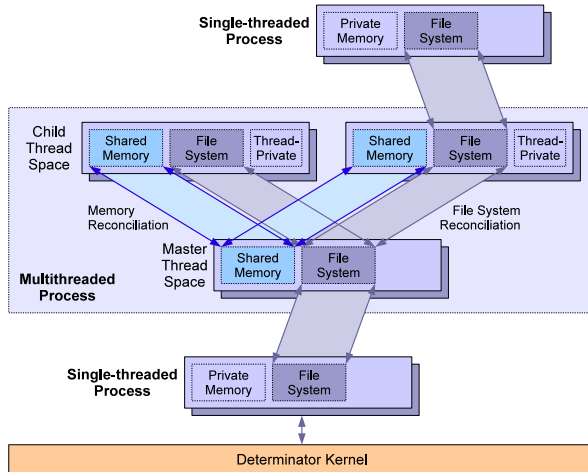 Single-threaded
Process
Private
Memory
File
System
Child
Thread
Space
Shared
Memory
File
System
Thread-
Private
Shared
Memory
File
System
Thread-
Private
Memory
Reconciliation
File System
Reconciliation
Master
Thread
Space
Shared
Memory
File
System
Multithreaded
Process
Single-threaded
Process
Private
Memory
File
System
Determinator Kernel